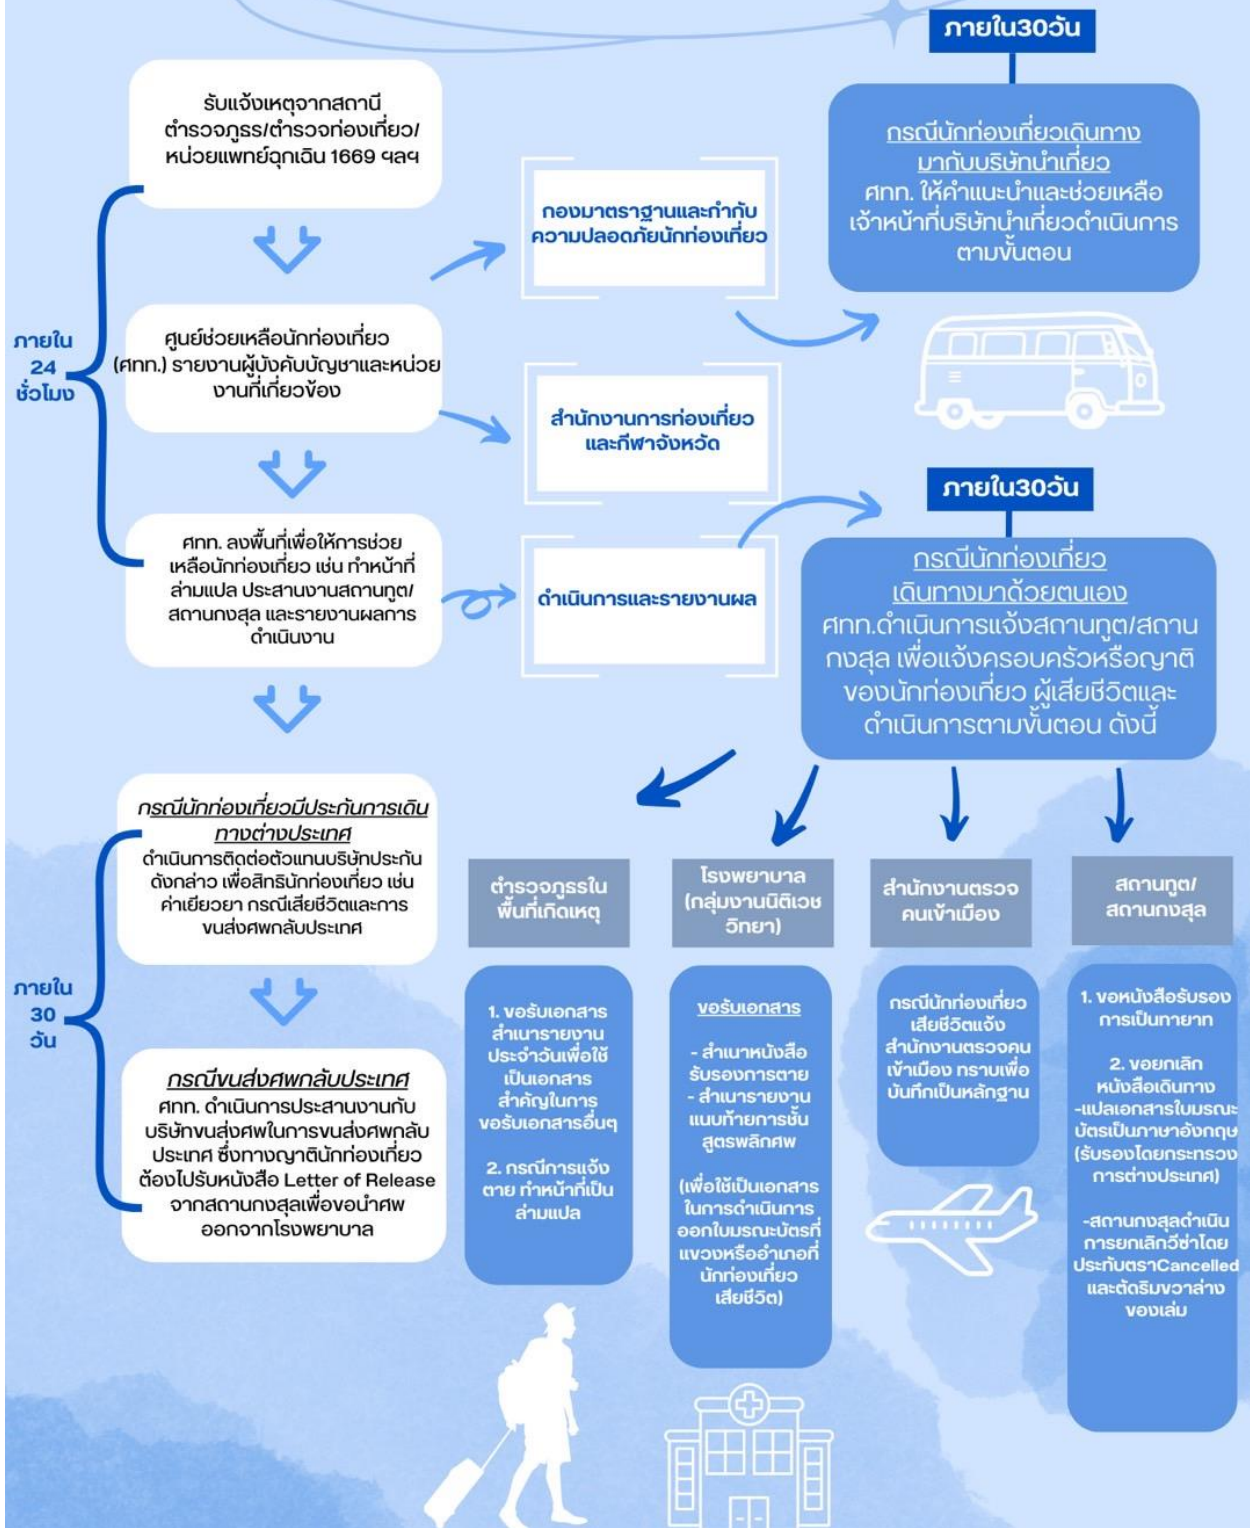 ภายใน30วัน
รับแจ้งเหตุจากสถานี
ตำรวจภูธร/ตำรวจท่องเที่ยว/
หน่วยแพทย์ฉุกเฉิน 1669 ฯลฯ
กรณีนักท่องเที่ยวเดินทาง
มากับบริษัทนำเที่ยว
ศทท. ให้คำแนะนำและช่วยเหลือ
เจ้าหน้าที่บริษัทนำเที่ยวดำเนินการ
ตามขั้นตอน
กองมาตราฐานและกำกับ
ความปลอดภัยนักท่องเที่ยว
ภายใน
24
ชั่วโมง
ศูนย์ช่วยเหลือนักท่องเที่ยว
(ศทท.) รายงานผู้บังคับบัญชาและหน่วย
งานที่เกี่ยวข้อง
สำนักงานการท่องเที่ยว
และกีฬาจังหวัด
ภายใน30วัน
ศทท. ลงพื้นที่เพื่อให้การช่วย
เหลือนักท่องเที่ยว เช่น ทำหน้าที่
ล่ามแปล ประสานงานสถานทูต/
สถานกงสุล และรายงานผลการ
ดำเนินงาน
ดำเนินการและรายงานผล
กรณีนักท่องเที่ยว
เดินทางมาด้วยตนเอง
ศทท.ดำเนินการแจ้งสถานทูต/สถาน
กงสุล เพื่อแจ้งครอบครัวหรือญาติ
ของนักท่องเที่ยว ผู้เสียชีวิตและ
ดำเนินการตามขั้นตอน ดังนี้
ภายใน
30
วัน
กรณีนักท่องเที่ยวมีประกันการเดิน
ทางต่างประเทศ
ดำเนินการติดต่อตัวแทนบริษัทประกัน
ดังกล่าว เพื่อสิทธินักท่องเที่ยว เช่น
ค่าเยียวยา กรณีเสียชีวิตและการ
ขนส่งศพกลับประเทศ
กรณีขนส่งศพกลับประเทศ
ศทท. ดำเนินการประสานงานกับ
บริษัทขนส่งศพในการขนส่งศพกลับ
ประเทศ ซึ่งทางญาตินักท่องเที่ยว
ต้องไปรับหนังสือ Letter of Release
จากสถานกงสุลเพื่อขอนำศพ
ออกจากโรงพยาบาล
ตำรวจภูธรใน
พื้นที่เกิดเหตุ
1. ขอรับเอกสาร
สำเนารายงาน
ประจำวันเพื่อใช้
เป็นเอกสาร
สำคัญในการ
ขอรับเอกสารอื่นๆ
2. กรณีการแจ้ง
ตาย ทำหน้าที่เป็น
ล่ามแปล
โรงพยาบาล
(กลุ่มงานนิติเวช
วิทยา)
ขอรับเอกสาร
- สำเนาหนังสือ
รับรองการตาย
- สำเนารายงาน
แนบท้ายการชั้น
สูตรพลิกศพ
(เพื่อใช้เป็นเอกสาร
ในการดำเนินการ
ออกใบมรณะบัตรที่
แขวงหรืออำเภอที่
นักท่องเที่ยว
เสียชีวิต)
สำนักงานตรวจ
คนเข้าเมือง
กรณีนักท่องเที่ยว
เสียชีวิตแจ้ง
สำนักงานตรวจคน
เข้าเมือง ทราบเพื่อ
บันทึกเป็นหลักฐาน
สถานทูต/
สถานกงสุล
1. ขอหนังสือรับรอง
การเป็นทายาท
2. ขอยกเลิก
หนังสือเดินทาง
-แปลเอกสารใบมรณะ
บัตรเป็นภาษาอังกฤษ
(รับรองโดยกระทรวง
การต่างประเทศ)
-สถานกงสุลดำเนิน
การยกเลิกวีซ่าโดย
ประทับตราCancelled
และตัดริมขวาล่าง
ของเล่ม